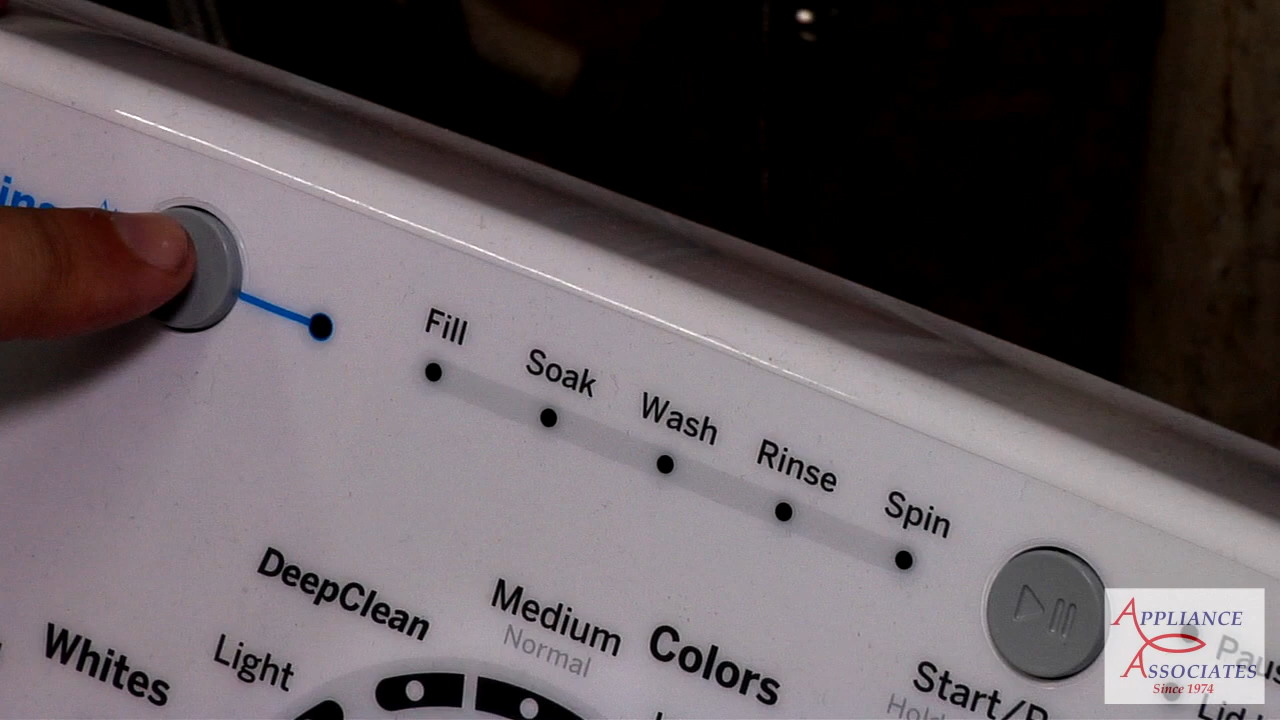 Fill
Soak
Wash
Rinse
Spin
DeepClean
Medium
Normal
Colors
Light
Whites
APPLIANCE
ASSOCIATES
Since 1974